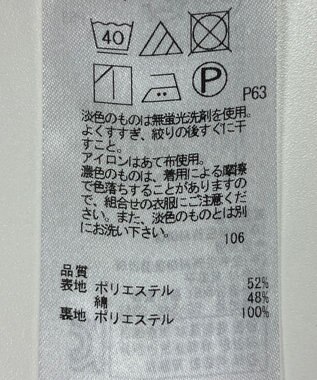 40
P
P63
淡色のものは無蛍光洗剤を使用。
よくすすぎ、絞りの後すぐに干
すこと。
アイロンはあて布使用。
濃色のものは、着用による摩擦
で色落ちすることがありますの
で、組合せの衣服にご注意くだ
さい。また、淡色のものとは別
にお洗い下さい。
106
品質
表地 ポリエステル 52%
綿 48%
裏地 ポリエステル 100%